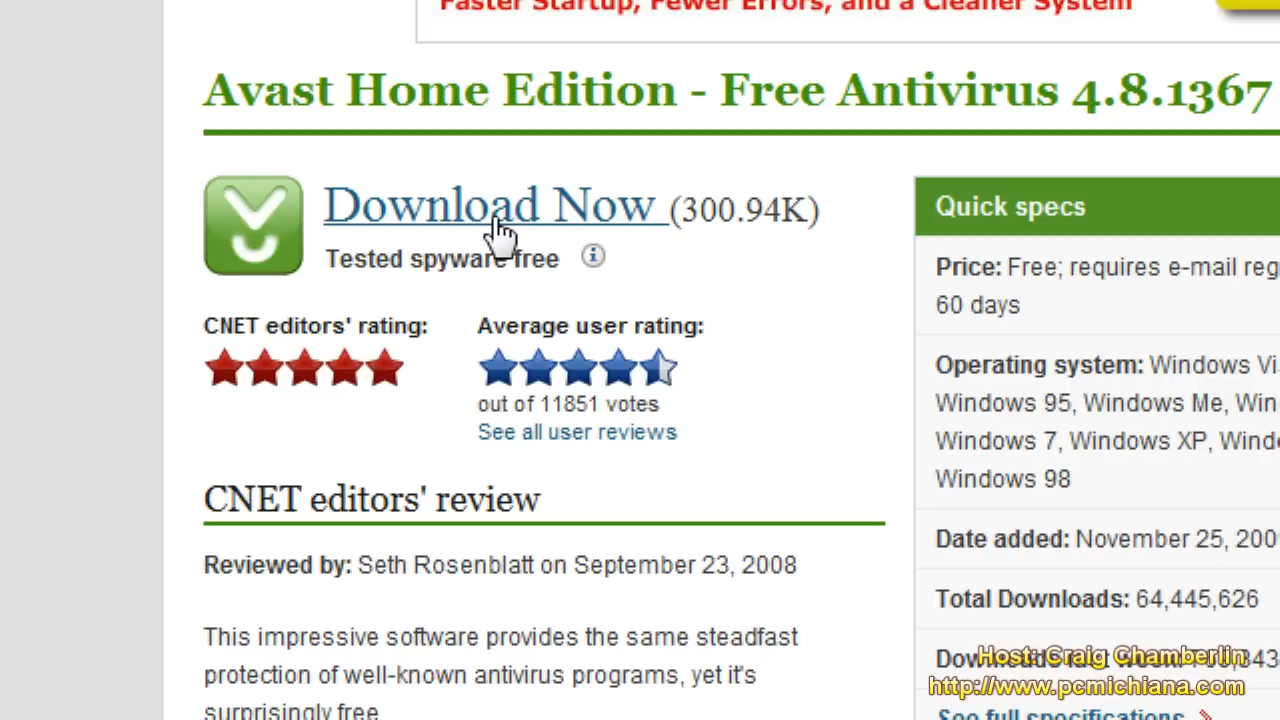 Faster Startup, Fewer Errors, and a Cleaner System
Avast Home Edition - Free Antivirus 4.8.1367
Download Now (300.94K)
Tested spyware free
CNET editors' rating:
Average user rating:
out of 11851 votes
See all user reviews
CNET editors' review
Reviewed by: Seth Rosenblatt on September 23, 2008
This impressive software provides the same steadfast
protection of well-known antivirus programs, yet it's
surprisingly free
Quick specs
Price: Free; requires e-mail reg
60 days
Operating system: Windows Vi
Windows 95, Windows Me, Win
Windows 7, Windows XP, Wind
Windows 98
Date added: November 25, 200
Total Downloads: 64,445,626
Host: Craig Chamberlin
http://www.pcmichiana.com
See full specifications